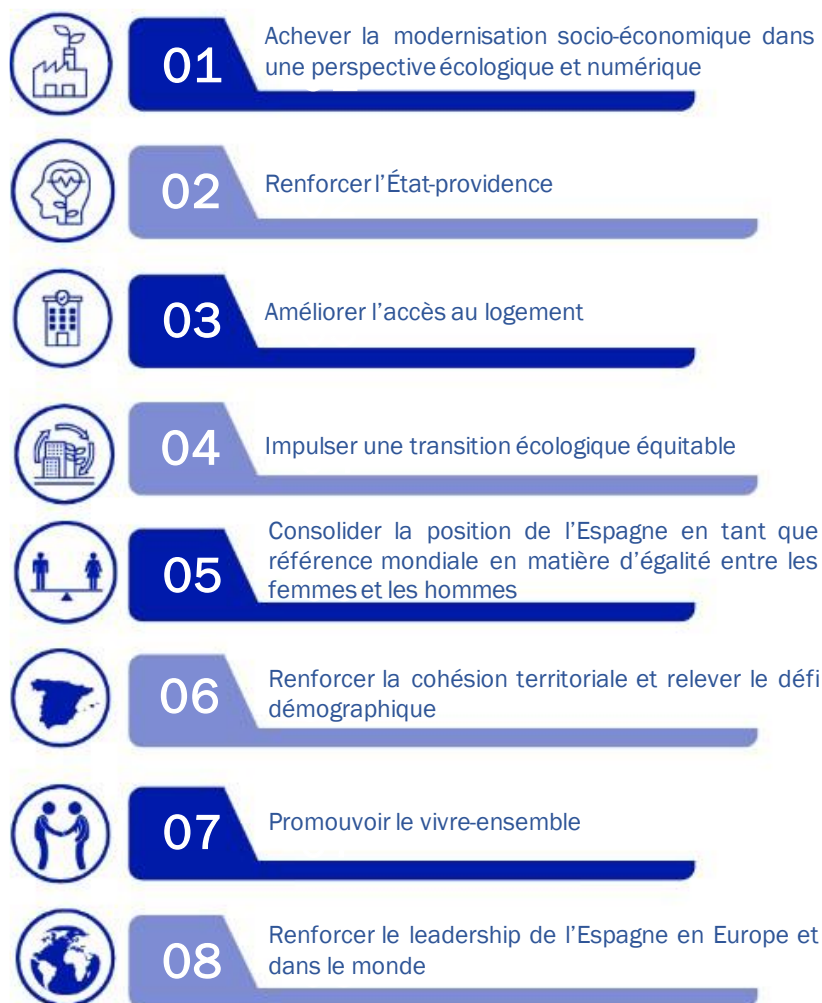 01
Achever la modernisation socio-économique dans
une perspective écologique et numérique
02
Renforcer l’État-providence
03
Améliorer l’accès au logement
04
Impulser une transition écologique équitable
05
Consolider la position de l’Espagne en tant que
référence mondiale en matière d’égalité entre les
femmes et les hommes
06
Renforcer la cohésion territoriale et relever le défi
démographique
07
Promouvoir le vivre-ensemble
08
Renforcer le leadership de l’Espagne en Europe et
dans le monde